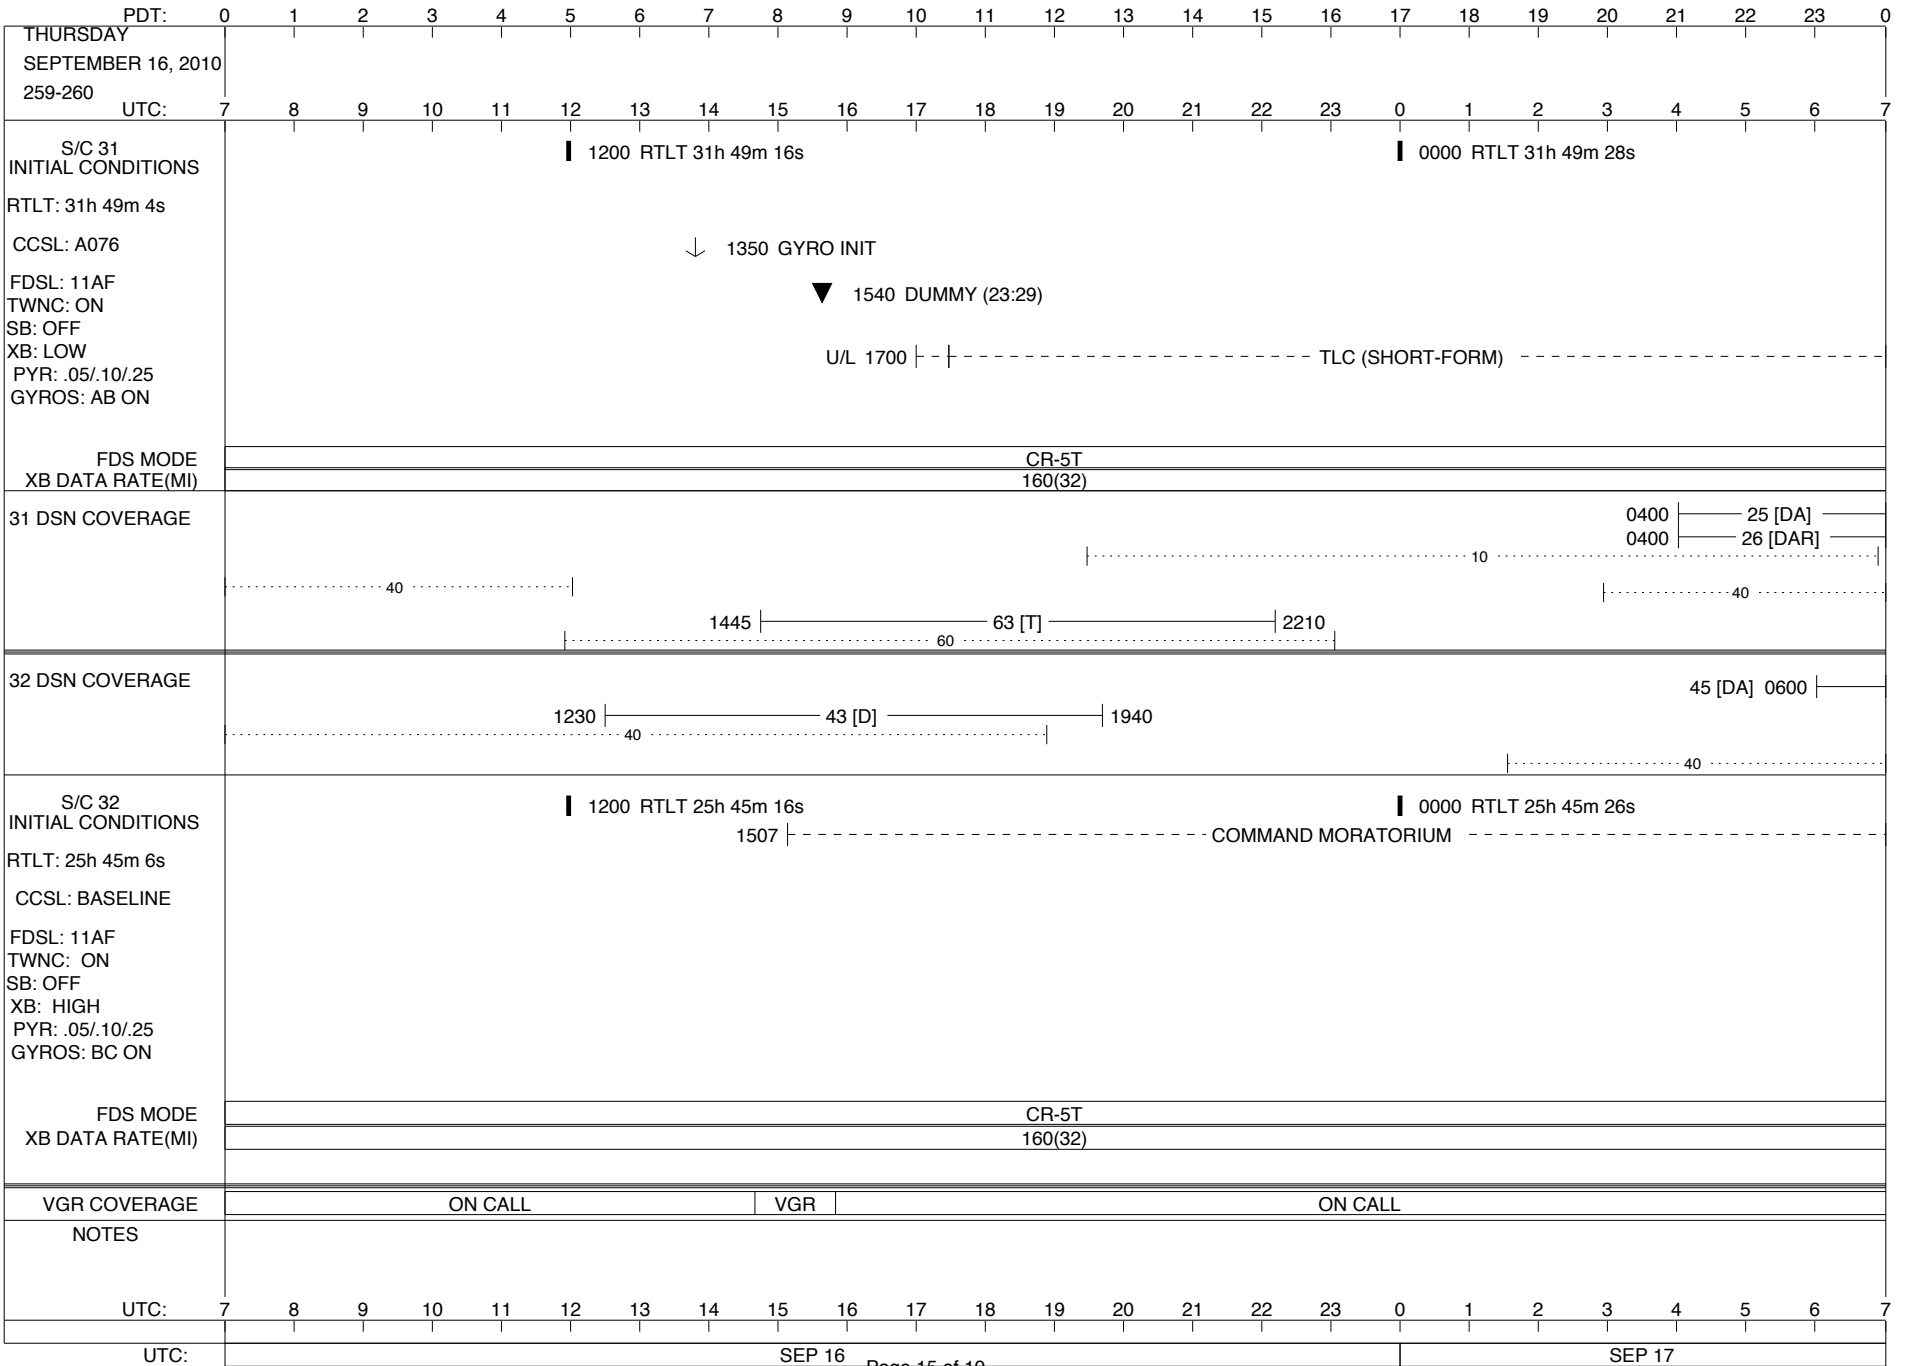 PDT: 0 1 2 3 4 5 6 7 8 9 10 11 12 13 14 15 16 17 18 19 20 21 22 23 0
THURSDAY
SEPTEMBER 16, 2010
259-260
UTC: 7 8 9 10 11 12 13 14 15 16 17 18 19 20 21 22 23 0 1 2 3 4 5 6 7
S/C 31
INITIAL CONDITIONS
1200 RTLT 31h 49m 16s
0000 RTLT 31h 49m 28s
RTLT: 31h 49m 4s
CCSL: A076
1350 GYRO INIT
FDSL: 11AF
1540 DUMMY (23:29)
TWNC: ON
SB: OFF
XB: LOW
U/L 1700
TLC (SHORT-FORM)
PYR: .05/.10/.25
GYROS: AB ON
FDS MODE
CR-5T
XB DATA RATE(MI)
160(32)
31 DSN COVERAGE
0400 25 [DA]
0400 26 [DAR]
10
40
40
1445 63 [T] 2210
60
32 DSN COVERAGE
45 [DA] 0600
1230 43 [D] 1940
40
40
S/C 32
INITIAL CONDITIONS
1200 RTLT 25h 45m 16s
0000 RTLT 25h 45m 26s
1507 COMMAND MORATORIUM
RTLT: 25h 45m 6s
CCSL: BASELINE
FDSL: 11AF
TWNC: ON
SB: OFF
XB: HIGH
PYR: .05/.10/.25
GYROS: BC ON
FDS MODE
CR-5T
XB DATA RATE(MI)
160(32)
VGR COVERAGE
ON CALL VGR ON CALL
NOTES
UTC: 7 8 9 10 11 12 13 14 15 16 17 18 19 20 21 22 23 0 1 2 3 4 5 6 7
UTC: SEP 16 SEP 17
Page 15 of 19